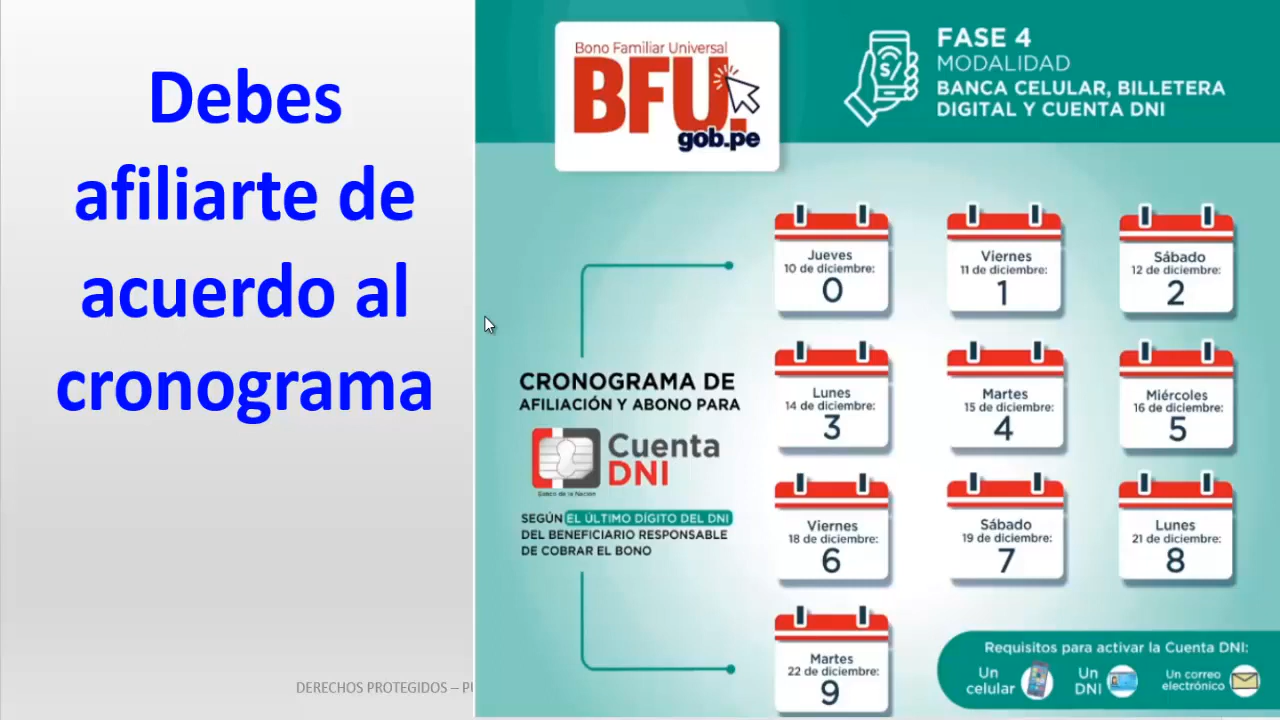 Debes
afiliarte de
acuerdo al
cronograma
DERECHOS PROTEGIDOS –
Bono Familiar Universal
BFU.
gob.pe
FASE 4
MODALIDAD
BANCA CELULAR, BILLETERA
DIGITAL Y CUENTA DNI
S/
CRONOGRAMA DE
AFILIACIÓN Y ABONO PARA
Cuenta
DNI
Banco de la Nación
SEGÚN EL ÚLTIMO DÍGITO DEL DNI
DEL BENEFICIARIO RESPONSABLE
DE COBRAR EL BONO
Jueves
10 de diciembre:
0
Viernes
11 de diciembre:
1
Sábado
12 de diciembre:
2
Lunes
14 de diciembre:
3
Martes
15 de diciembre:
4
Miércoles
16 de diciembre:
5
Viernes
18 de diciembre:
6
Sábado
19 de diciembre:
7
Lunes
21 de diciembre:
8
Martes
22 de diciembre:
9
Requisitos para activar la Cuenta DNI:
Un
celular
Un
DNI
Un correo
electrónico